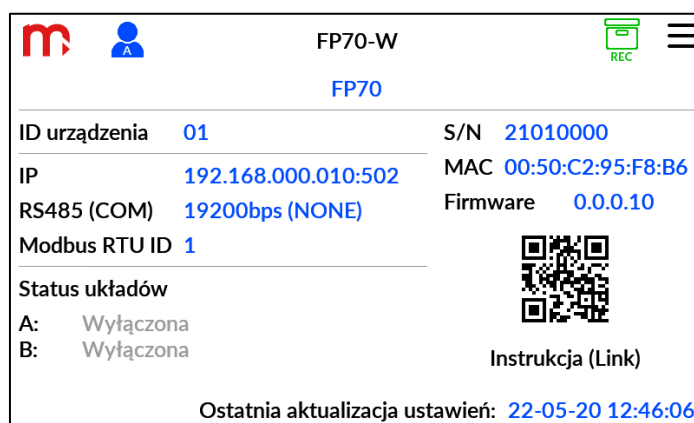 m A FP70-W REC
FP70
ID urządzenia 01
S/N 21010000
IP 192.168.000.010:502
MAC 00:50:C2:95:F8:B6
RS485 (COM) 19200bps (NONE)
Firmware 0.0.0.10
Modbus RTU ID 1
Status układów
A: Wyłączona
B: Wyłączona
Instrukcja (Link)
Ostatnia aktualizacja ustawień: 22-05-20 12:46:06